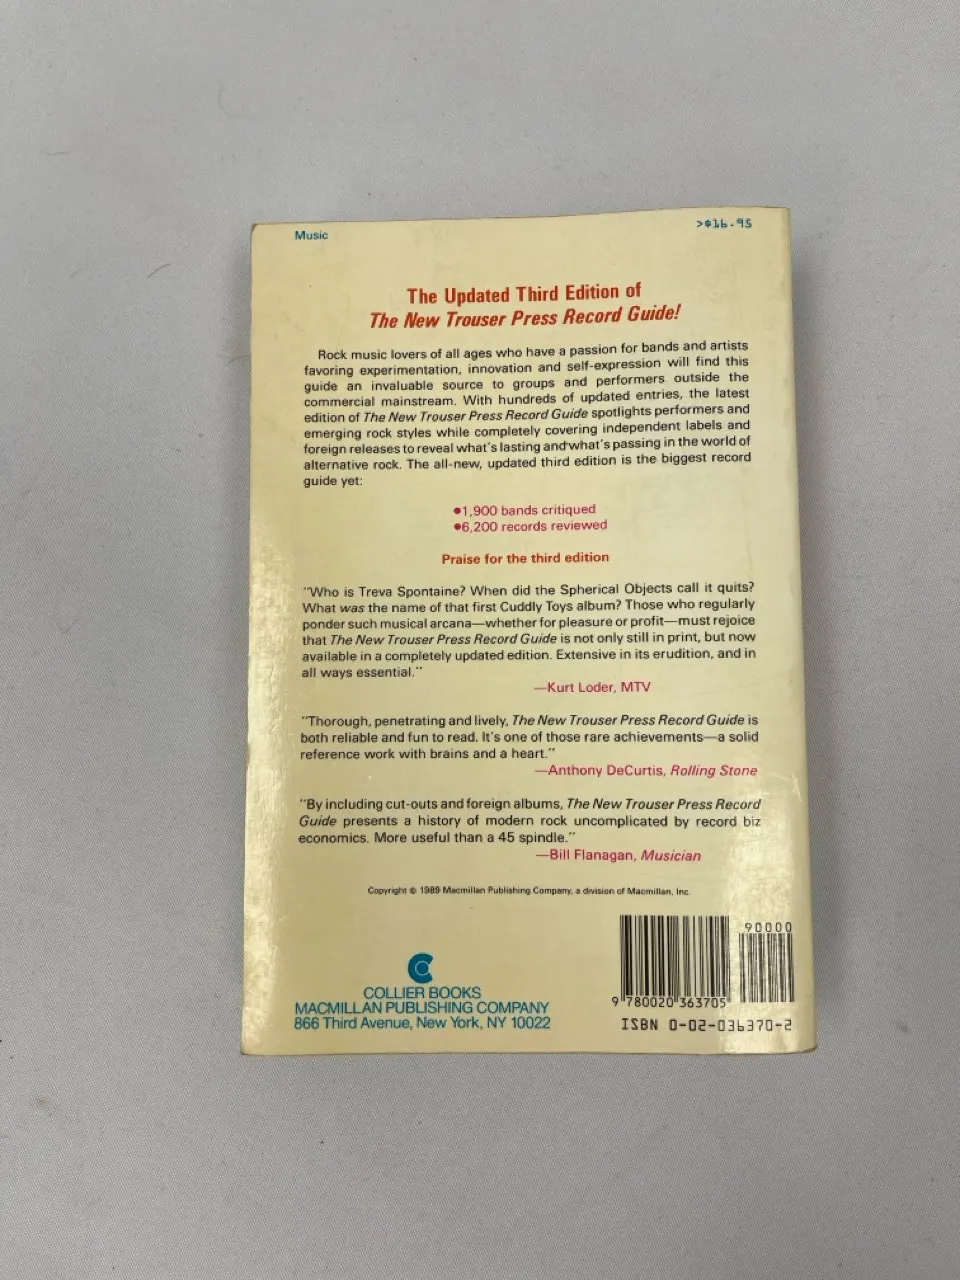 Music
>$16.95
The Updated Third Edition of
The New Trouser Press Record Guide!
Rock music lovers of all ages who have a passion for bands and artists
favoring experimentation, innovation and self-expression will find this
guide an invaluable source to groups and performers outside the
commercial mainstream. With hundreds of updated entries, the latest
edition of The New Trouser Press Record Guide spotlights performers and
emerging rock styles while completely covering independent labels and
foreign releases to reveal what's lasting and what's passing in the world of
alternative rock. The all-new, updated third edition is the biggest record
guide yet:
●1,900 bands critiqued
●6,200 records reviewed
Praise for the third edition
"Who is Treva Spontaine? When did the Spherical Objects call it quits?
What was the name of that first Cuddly Toys album? Those who regularly
ponder such musical arcana—whether for pleasure or profit—must rejoice
that The New Trouser Press Record Guide is not only still in print, but now
available in a completely updated edition. Extensive in its erudition, and in
all ways essential."
—Kurt Loder, MTV
"Thorough, penetrating and lively, The New Trouser Press Record Guide is
both reliable and fun to read. It's one of those rare achievements—a solid
reference work with brains and a heart."
—Anthony DeCurtis, Rolling Stone
"By including cut-outs and foreign albums, The New Trouser Press Record
Guide presents a history of modern rock uncomplicated by record biz
economics. More useful than a 45 spindle."
—Bill Flanagan, Musician
Copyright © 1989 Macmillan Publishing Company, a division of Macmillan, Inc.
COLLIER BOOKS
MACMILLAN PUBLISHING COMPANY
866 Third Avenue, New York, NY 10022
90000
9 780020 363705
ISBN 0-02-036370-2